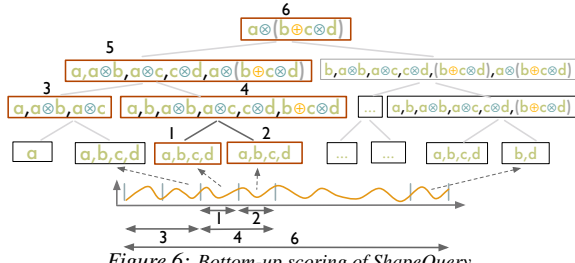 6
a⊗(b⊕c⊗d)
5
a,a⊗b,a⊗c,c⊗d,a⊗(b⊕c⊗d)
b,a⊗b,a⊗c,c⊗d,(b⊕c⊗d),a⊗(b⊕c⊗d)
3
4
a,a⊗b,a⊗c
a,b,a⊗b,a⊗c,c⊗d,b⊕c⊗d
...
a,b,a⊗b,a⊗c,c⊗d,(b⊕c⊗d)
1
2
a
a,b,c,d
a,b,c,d
a,b,c,d
...
...
a,b,c,d
b,d
1
2
3
4
6
Figure 6: Bottom-up scoring of ShapeQuery